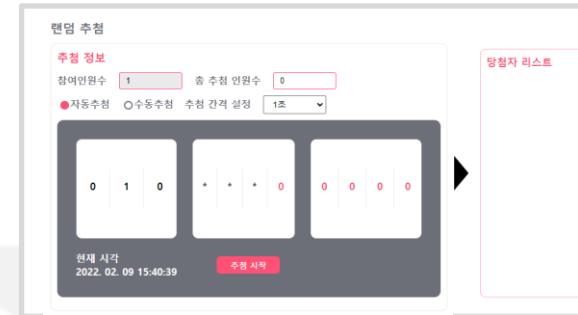 랜덤 추첨
추첨 정보
당첨자 리스트
참여인원수 1 총 추첨 인원수 0
자동추첨 수동추첨 추첨 간격 설정 1초
0 1 0 * * * 0 0 0 0 0
현재 시각
2022. 02. 09 15:40:39
추첨 시작